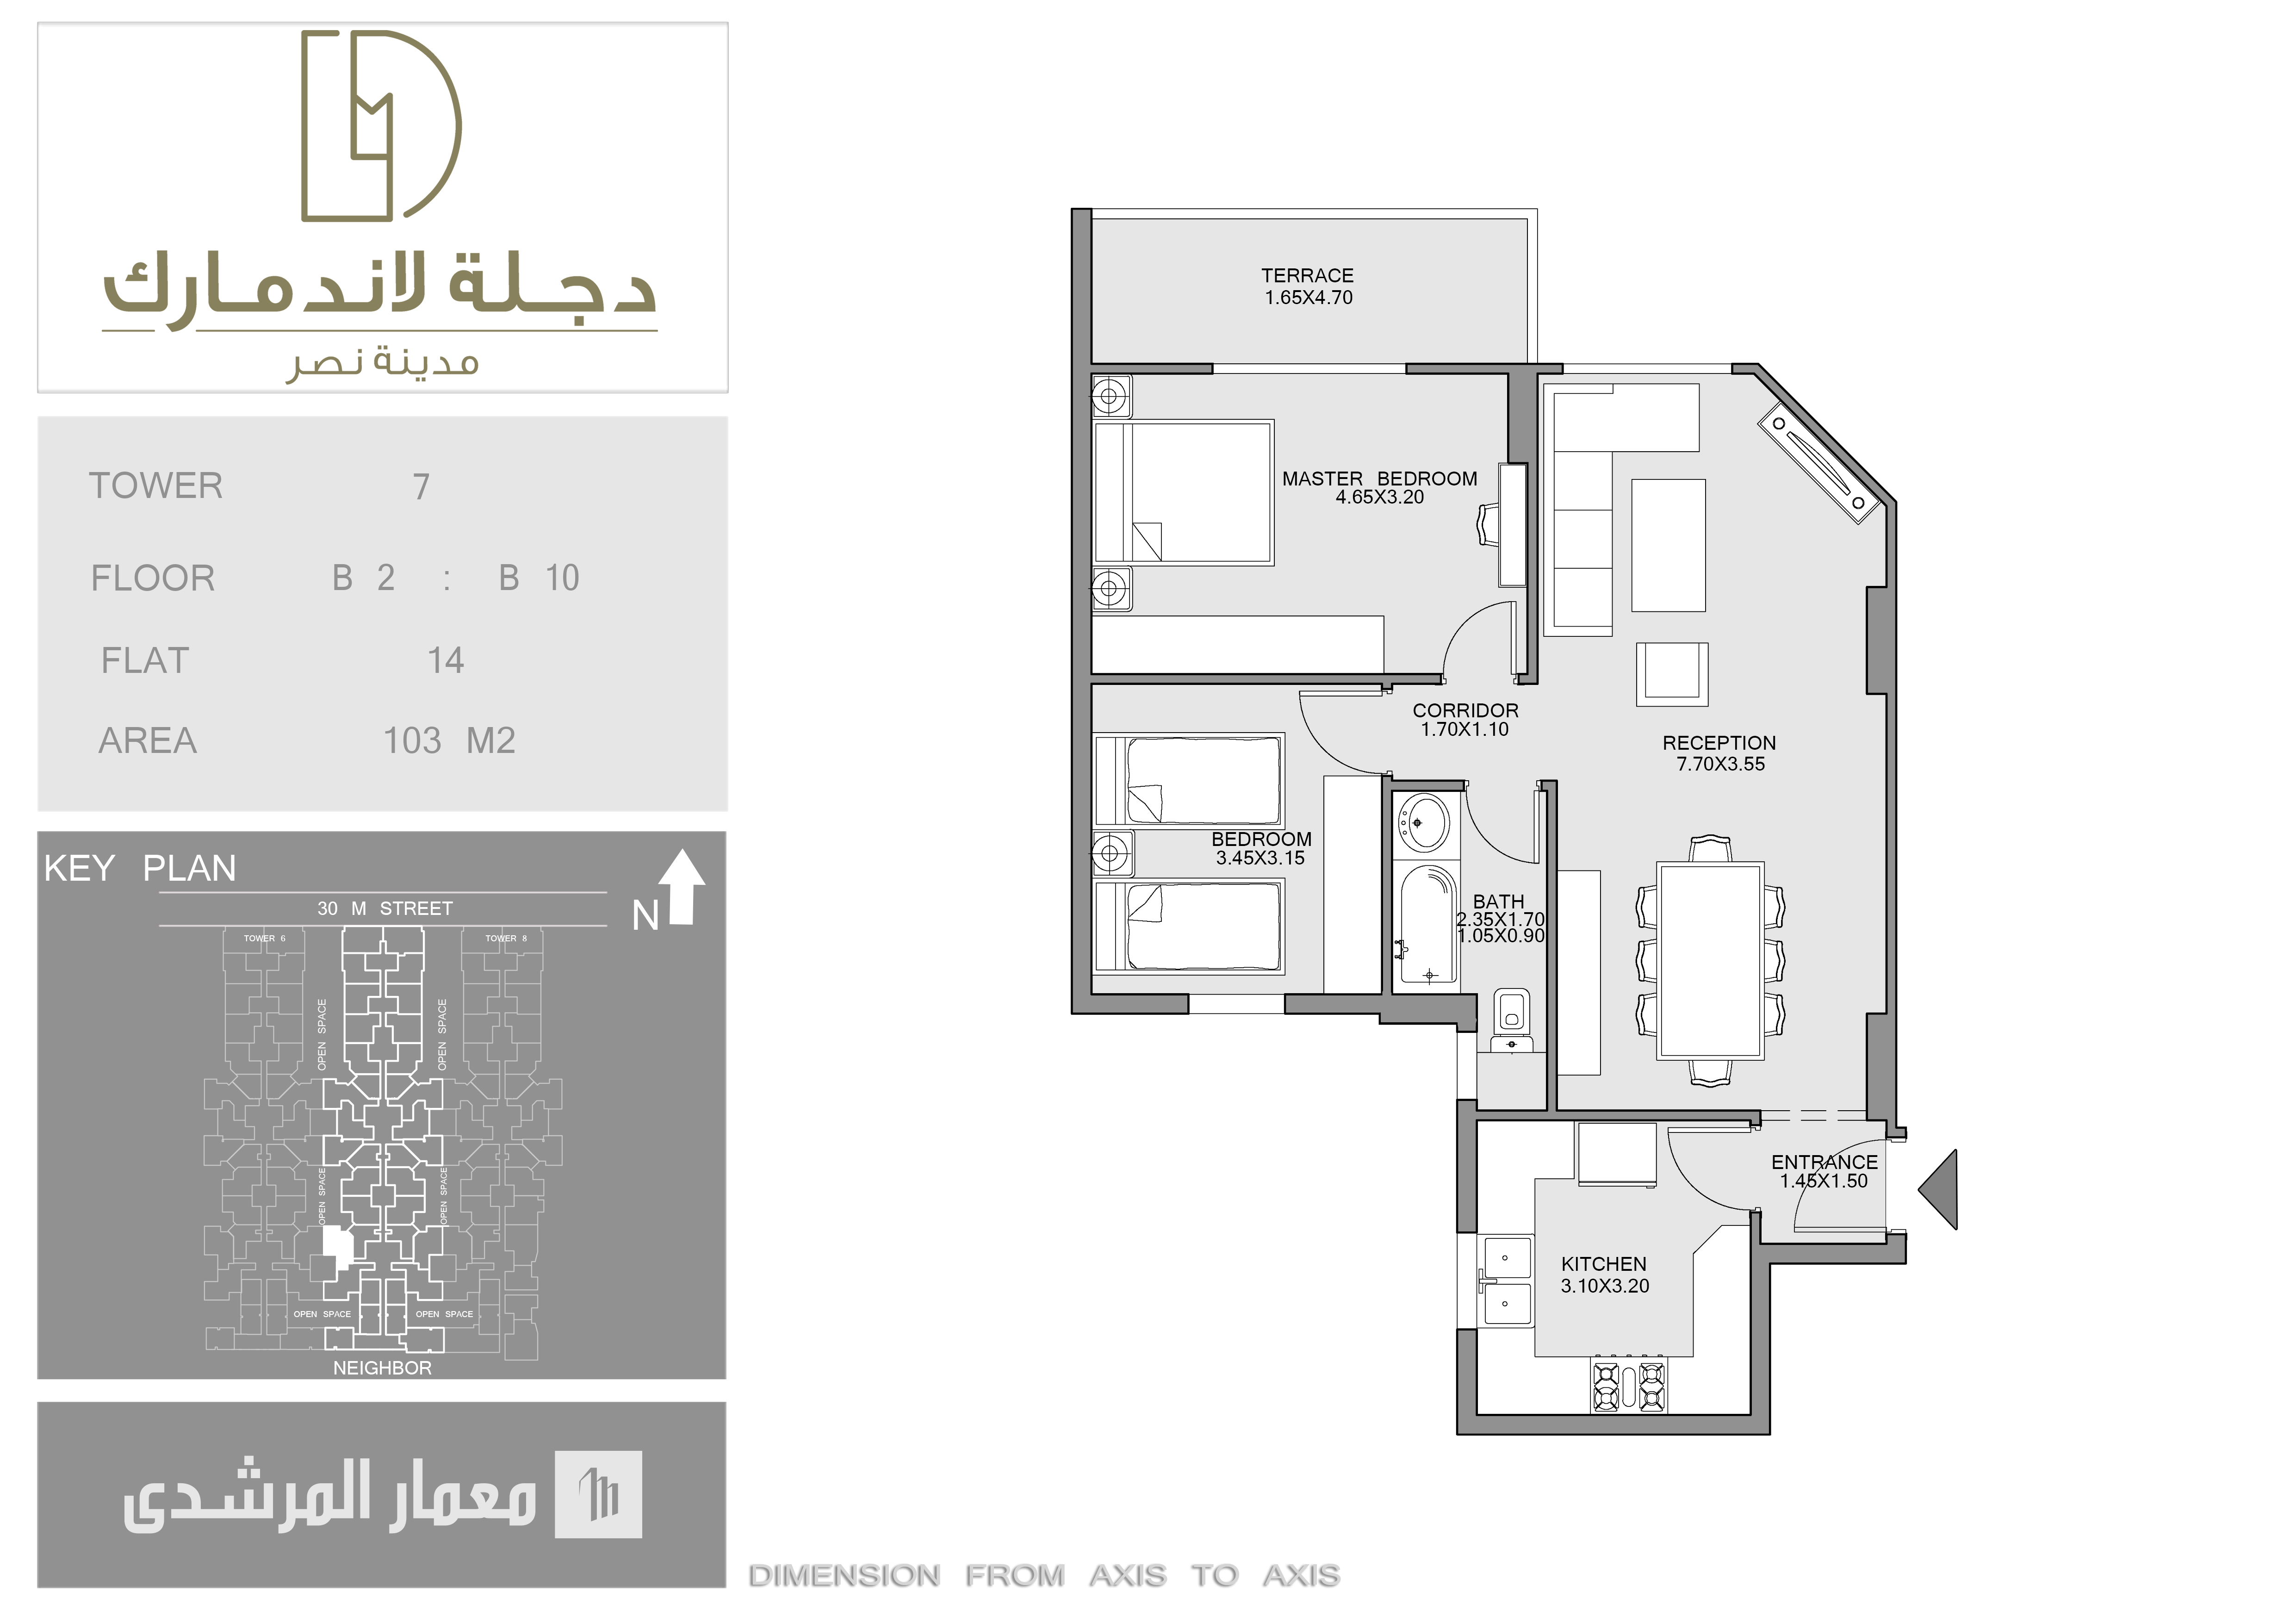 دجلة لاندمارك
مدينة نصر
TOWER 7
FLOOR B 2 : B 10
FLAT 14
AREA 103 M2
KEY PLAN
N
30 M STREET
TOWER 6
TOWER 8
OPEN SPACE
OPEN SPACE
OPEN SPACE
OPEN SPACE
OPEN SPACE
OPEN SPACE
NEIGHBOR
معمار المرشدى
TERRACE
1.65X4.70
MASTER BEDROOM
4.65X3.20
CORRIDOR
1.70X1.10
RECEPTION
7.70X3.55
BEDROOM
3.45X3.15
BATH
2.35X1.70
1.05X0.90
ENTRANCE
1.45X1.50
KITCHEN
3.10X3.20
DIMENSION FROM AXIS TO AXIS